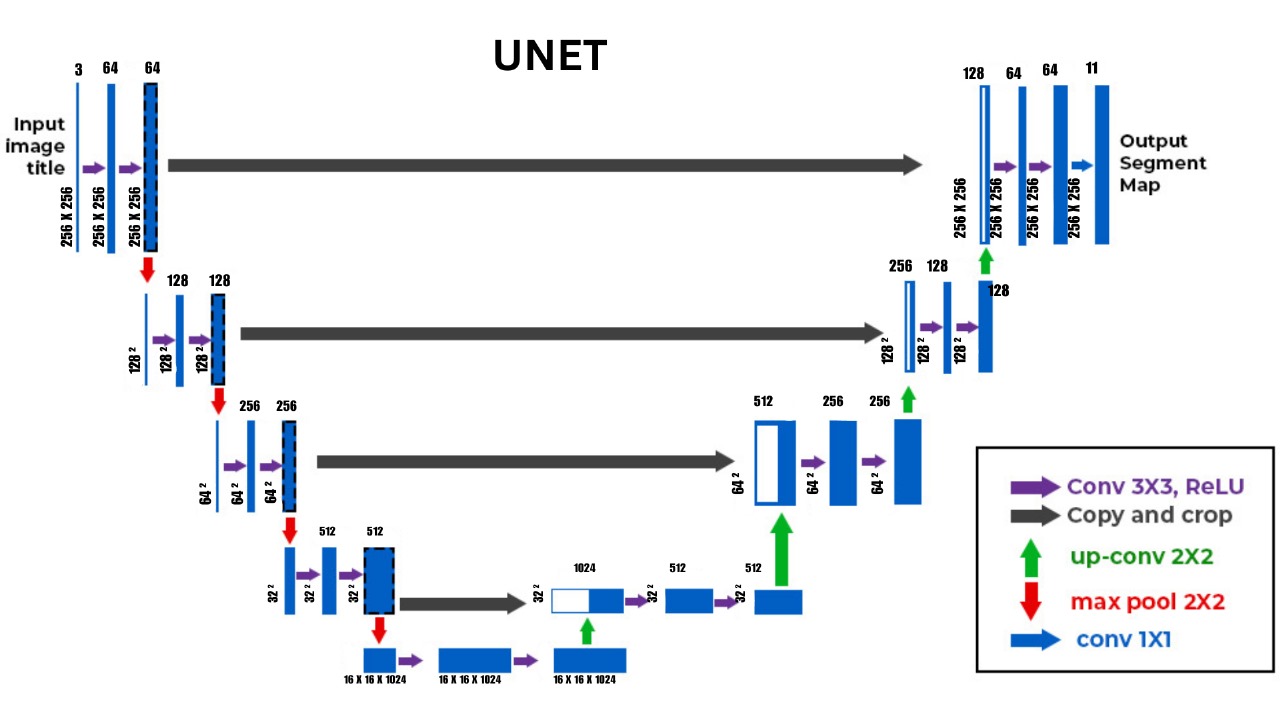 UNET
3 64 64
Input
image
title
256 X 256 256 X 256 256 X 256
128 64 64 11
Output
Segment
Map
256 X 256 256 X 256 256 X 256 256 X 256
128 128
128 ² 128 ² 128 ²
256 128 128
128 ² 128 ² 128 ²
256 256
64 ² 64 ² 64 ²
512 256 256
64 ² 64 ² 64 ²
512 512
32 ² 32 ² 32 ²
1024 512 512
32 ² 32 ² 32 ²
16 X 16 X 1024 16 X 16 X 1024 16 X 16 X 1024
Conv 3X3, ReLU
Copy and crop
up-conv 2X2
max pool 2X2
conv 1X1